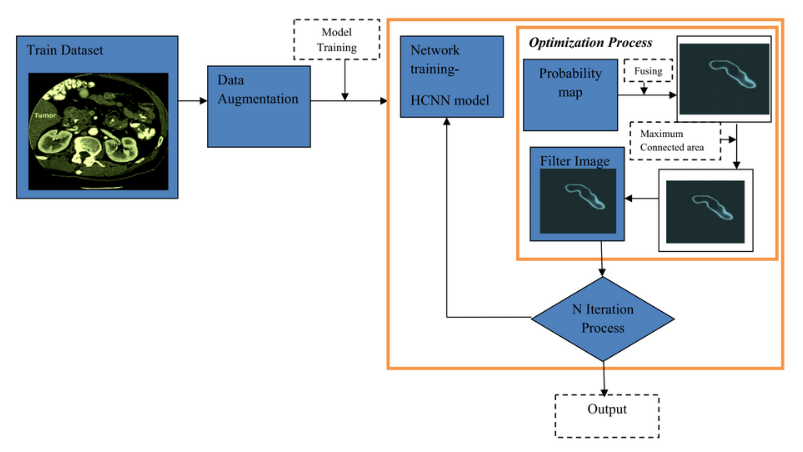 Train Dataset
Tumor
Data
Augmentation
Model
Training
Network
training-
HCNN model
Optimization Process
Probability
map
Fusing
Maximum
Connected area
Filter Image
N Iteration
Process
Output